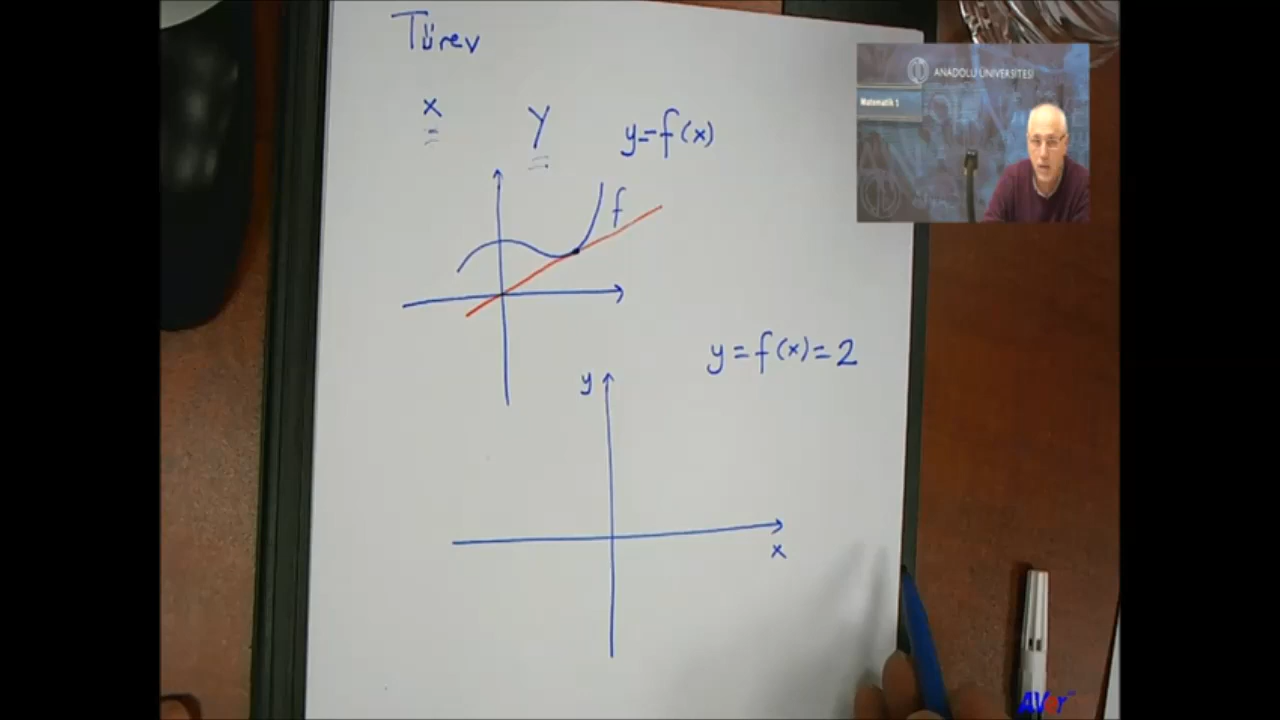 Türev
ANADOLU ÜNİVERSİTESİ
Matematik 1
x y y=f(x)
f
y=f(x)=2
y
x